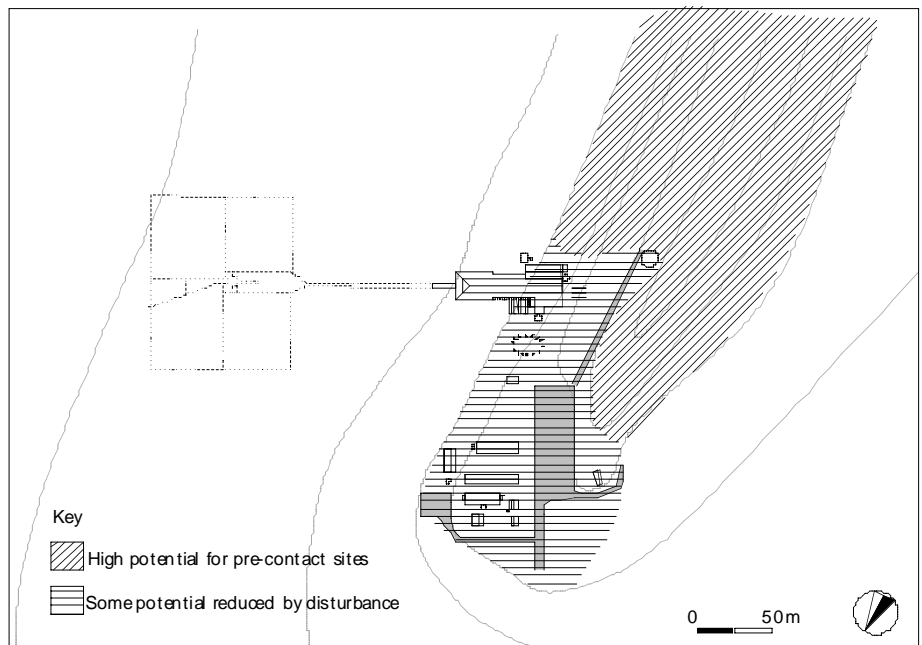 Key
High potential for pre-contact sites
Some potential reduced by disturbance
0 50m